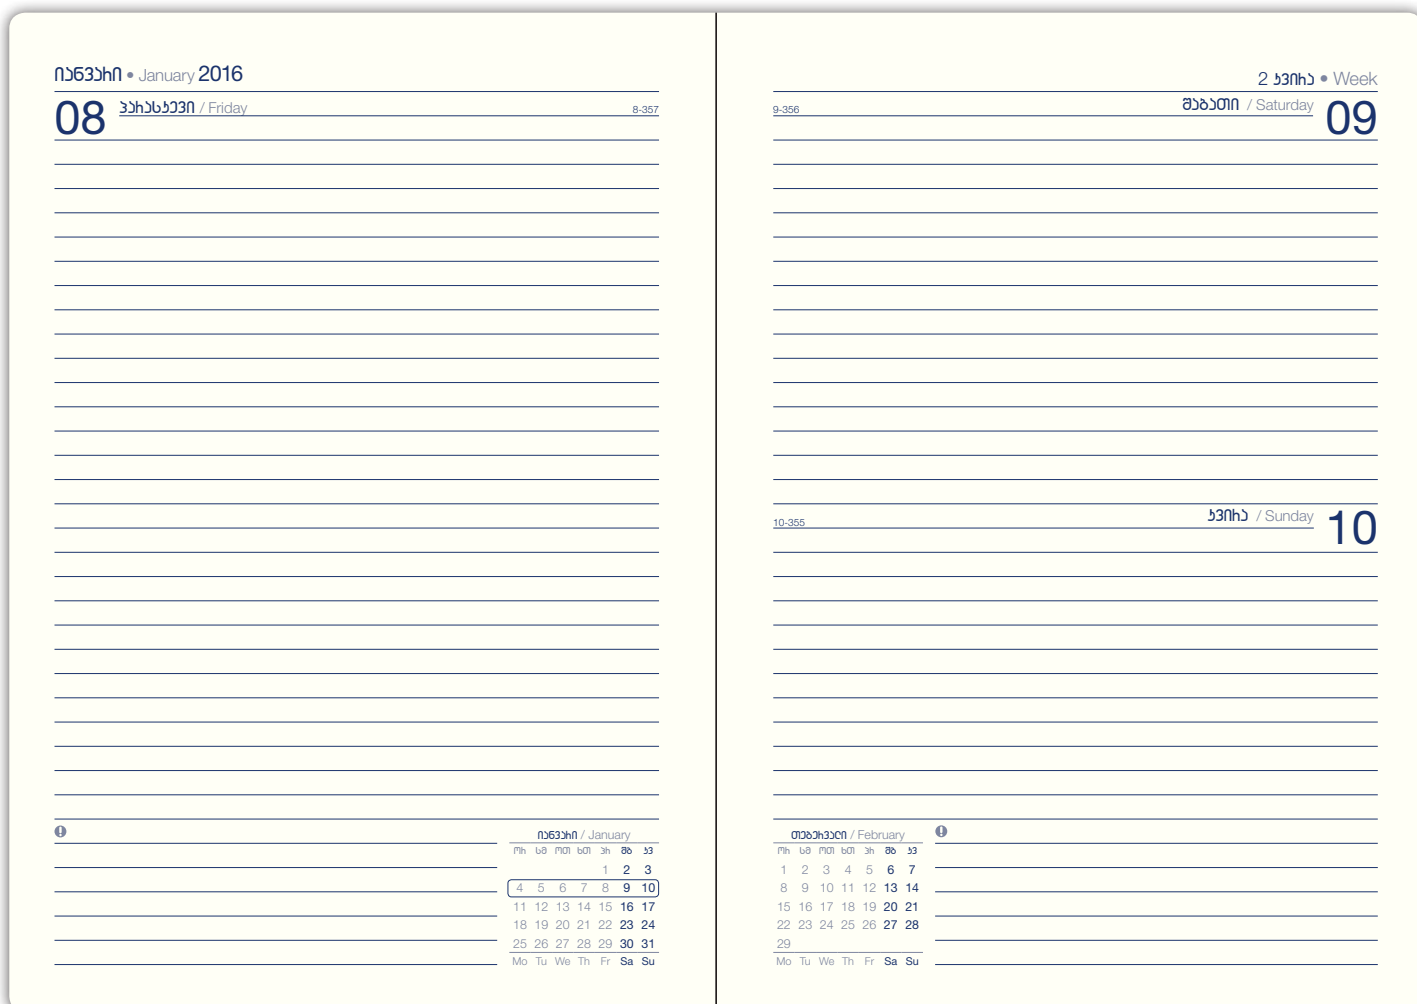 იანვარი • January 2016
08 პარასკევი / Friday 8-357
იანვარი / January
ორ სმ ოთ ხთ პრ შბ კვ
1 2 3
4 5 6 7 8 9 10
11 12 13 14 15 16 17
18 19 20 21 22 23 24
25 26 27 28 29 30 31
Mo Tu We Th Fr Sa Su
2 კვირა • Week
9-356 შაბათი / Saturday 09
10-355 კვირა / Sunday 10
თებერვალი / February
ორ სმ ოთ ხთ პრ შბ კვ
1 2 3 4 5 6 7
8 9 10 11 12 13 14
15 16 17 18 19 20 21
22 23 24 25 26 27 28
29
Mo Tu We Th Fr Sa Su